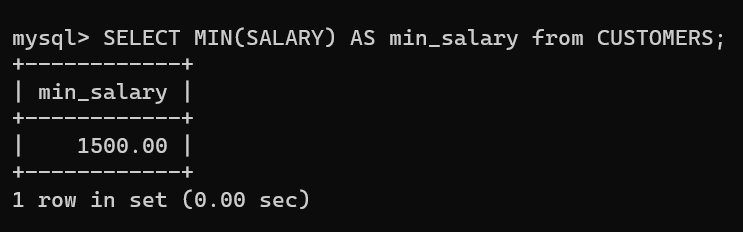 mysql> SELECT MIN(SALARY) AS min_salary from CUSTOMERS;
+------------+
| min_salary |
+------------+
|    1500.00 |
+------------+
1 row in set (0.00 sec)